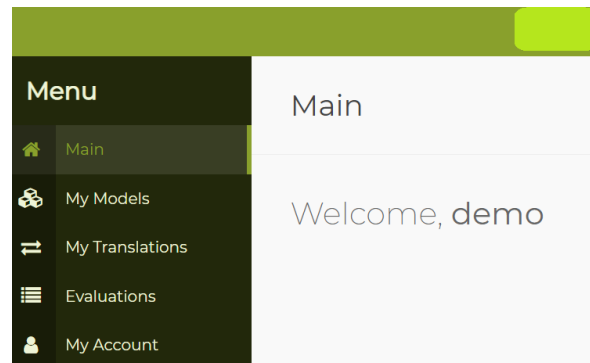 Menu
Main
My Models
My Translations
Evaluations
My Account
Main
Welcome, demo